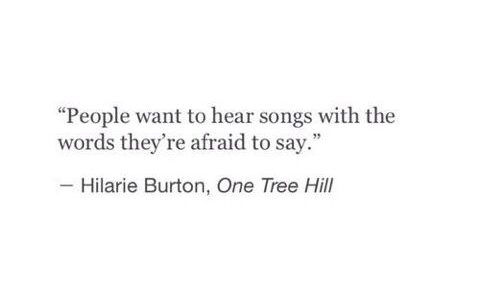 “People want to hear songs with the
words they’re afraid to say.”
— Hilarie Burton, One Tree Hill